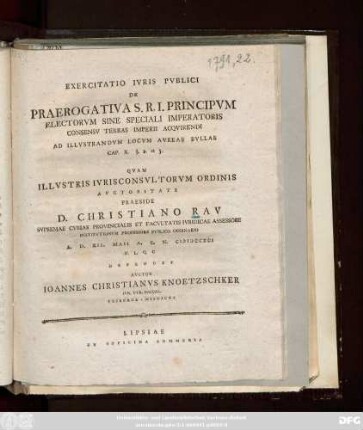 1791,22.
EXERCITATIO IVRIS PVBLICI
DE
PRAEROGATIVA S. R. I. PRINCIPVM
ELECTORVM SINE SPECIALI IMPERATORIS
CONSENSV TERRAS IMPERII ACQVIRENDI
AD ILLVSTRANDVM LOCVM AVREAE BVLLAE
CAP. X.
QVAM
ILLVSTRIS IVRISCONSVLTORVM ORDINIS
AVCTORITATE
PRAESIDE
D. CHRISTIANO RAV
SVPREMAE CVRIAE PROVINCIALIS ET FACVLTATIS IVRIDICAE ASSESSORE
INSTITVTIONVM PROFESSORE PVBLICO ORDINARIO
A. D. XII. MAII A. S. R. CIƆIƆCCXCI
H. L. Q. C.
DEFENDET
AVCTOR
IOANNES CHRISTIANVS KNOETZSCHKER
LIPSIAE
EX OFFICINA SOMMERIA
DFG